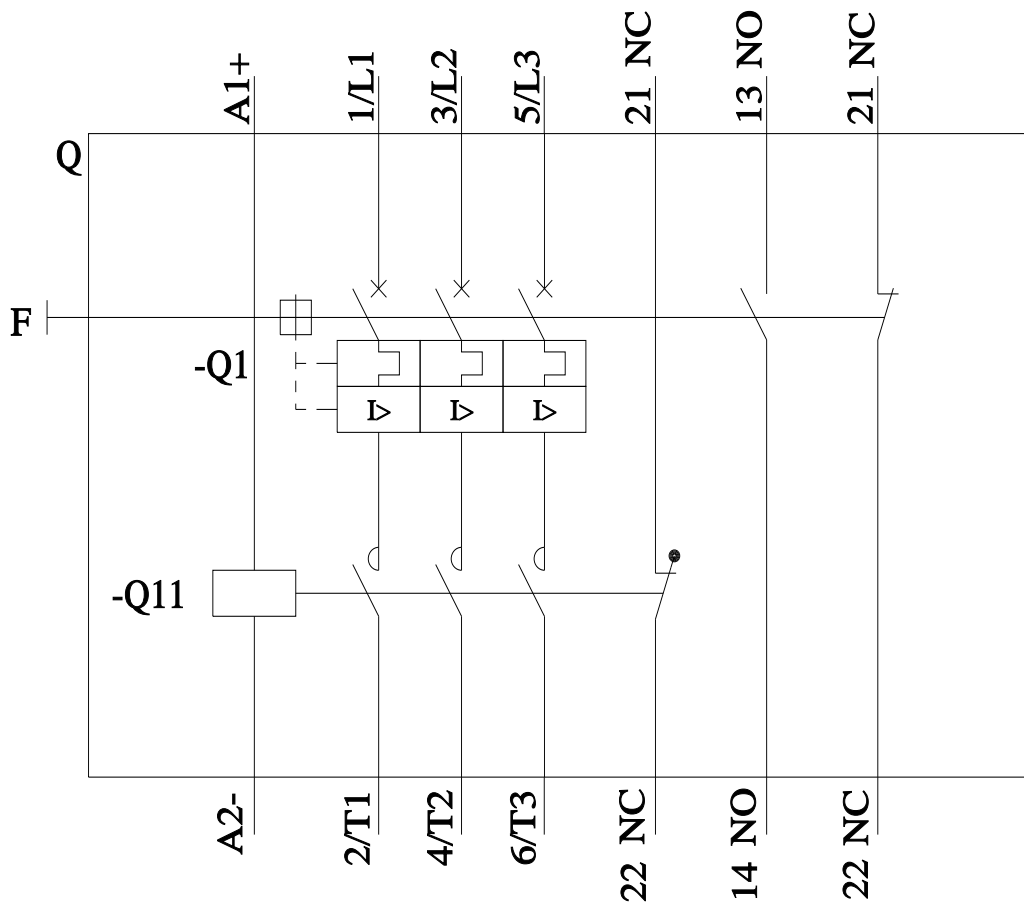 A1+
1/L1
3/L2
5/L3
21 NC
13 NO
21 NC
Q
F
-Q1
I>
I>
I>
-Q11
A2-
2/T1
4/T2
6/T3
22 NC
14 NO
22 NC